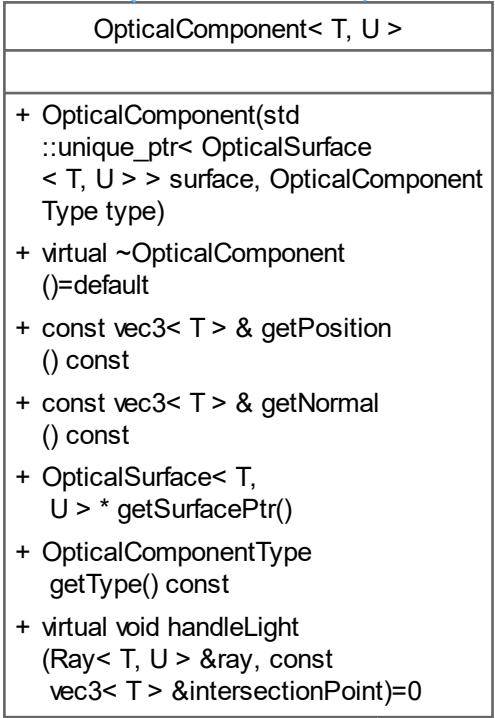 OpticalComponent< T, U >
+ OpticalComponent(std
::unique_ptr< OpticalSurface
< T, U > > surface, OpticalComponent
Type type)
+ virtual ~OpticalComponent
()=default
+ const vec3< T > & getPosition
() const
+ const vec3< T > & getNormal
() const
+ OpticalSurface< T,
U > * getSurfacePtr()
+ OpticalComponentType
getType() const
+ virtual void handleLight
(Ray< T, U > &ray, const
vec3< T > &intersectionPoint)=0